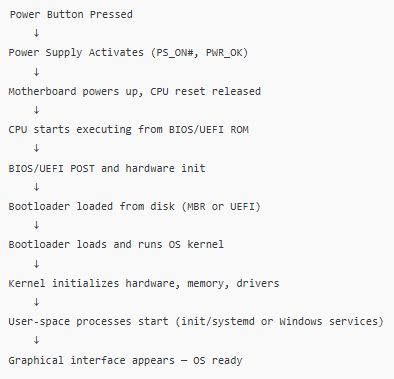 Power Button Pressed
↓
Power Supply Activates (PS_ON#, PWR_OK)
↓
Motherboard powers up, CPU reset released
↓
CPU starts executing from BIOS/UEFI ROM
↓
BIOS/UEFI POST and hardware init
↓
Bootloader loaded from disk (MBR or UEFI)
↓
Bootloader loads and runs OS kernel
↓
Kernel initializes hardware, memory, drivers
↓
User-space processes start (init/systemd or Windows services)
↓
Graphical interface appears — OS ready